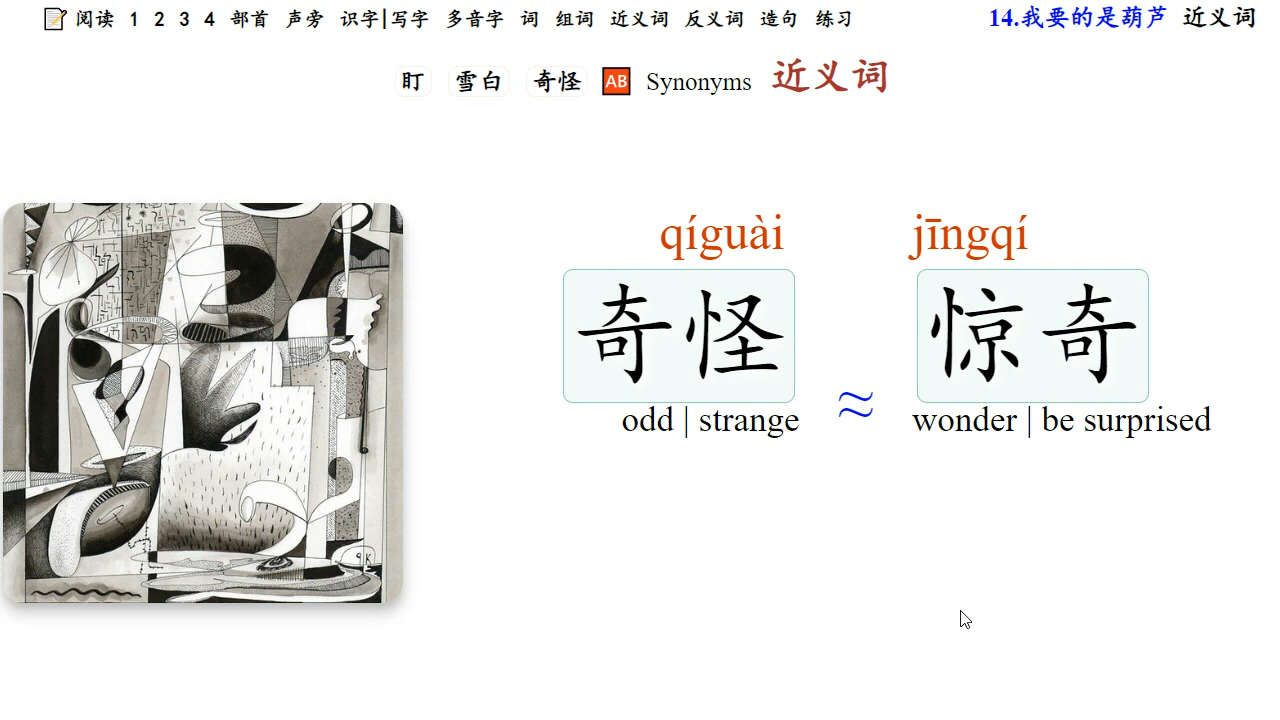 📝 阅读 1 2 3 4 部首 声旁 识字|写字 多音字 词 组词 近义词 反义词 造句 练习 14.我要的是葫芦 近义词
盯 雪白 奇怪 🆎 Synonyms 近义词
qíguài jīngqí
奇怪 惊奇
≈
odd | strange wonder | be surprised